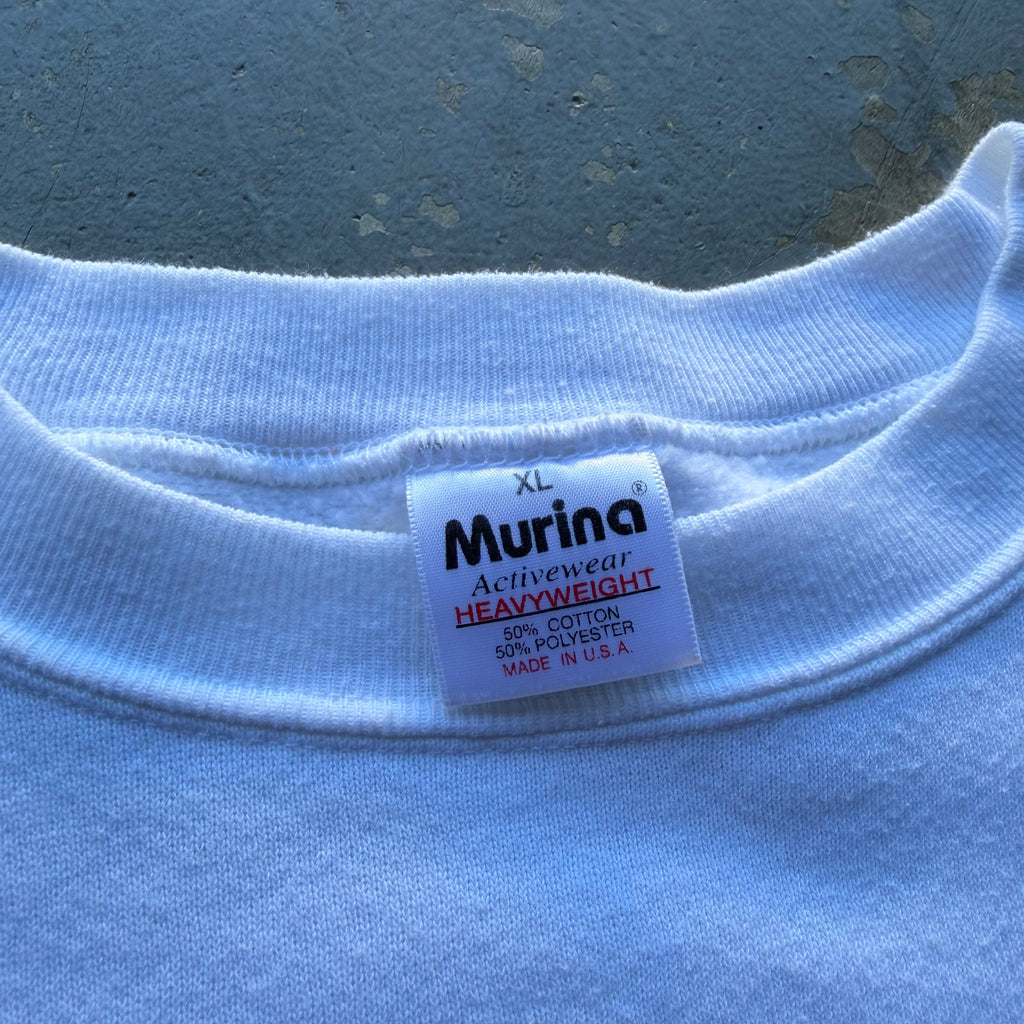 XL
Murina®
Activewear
HEAVYWEIGHT
50% COTTON
50% POLYESTER
MADE IN U.S.A.